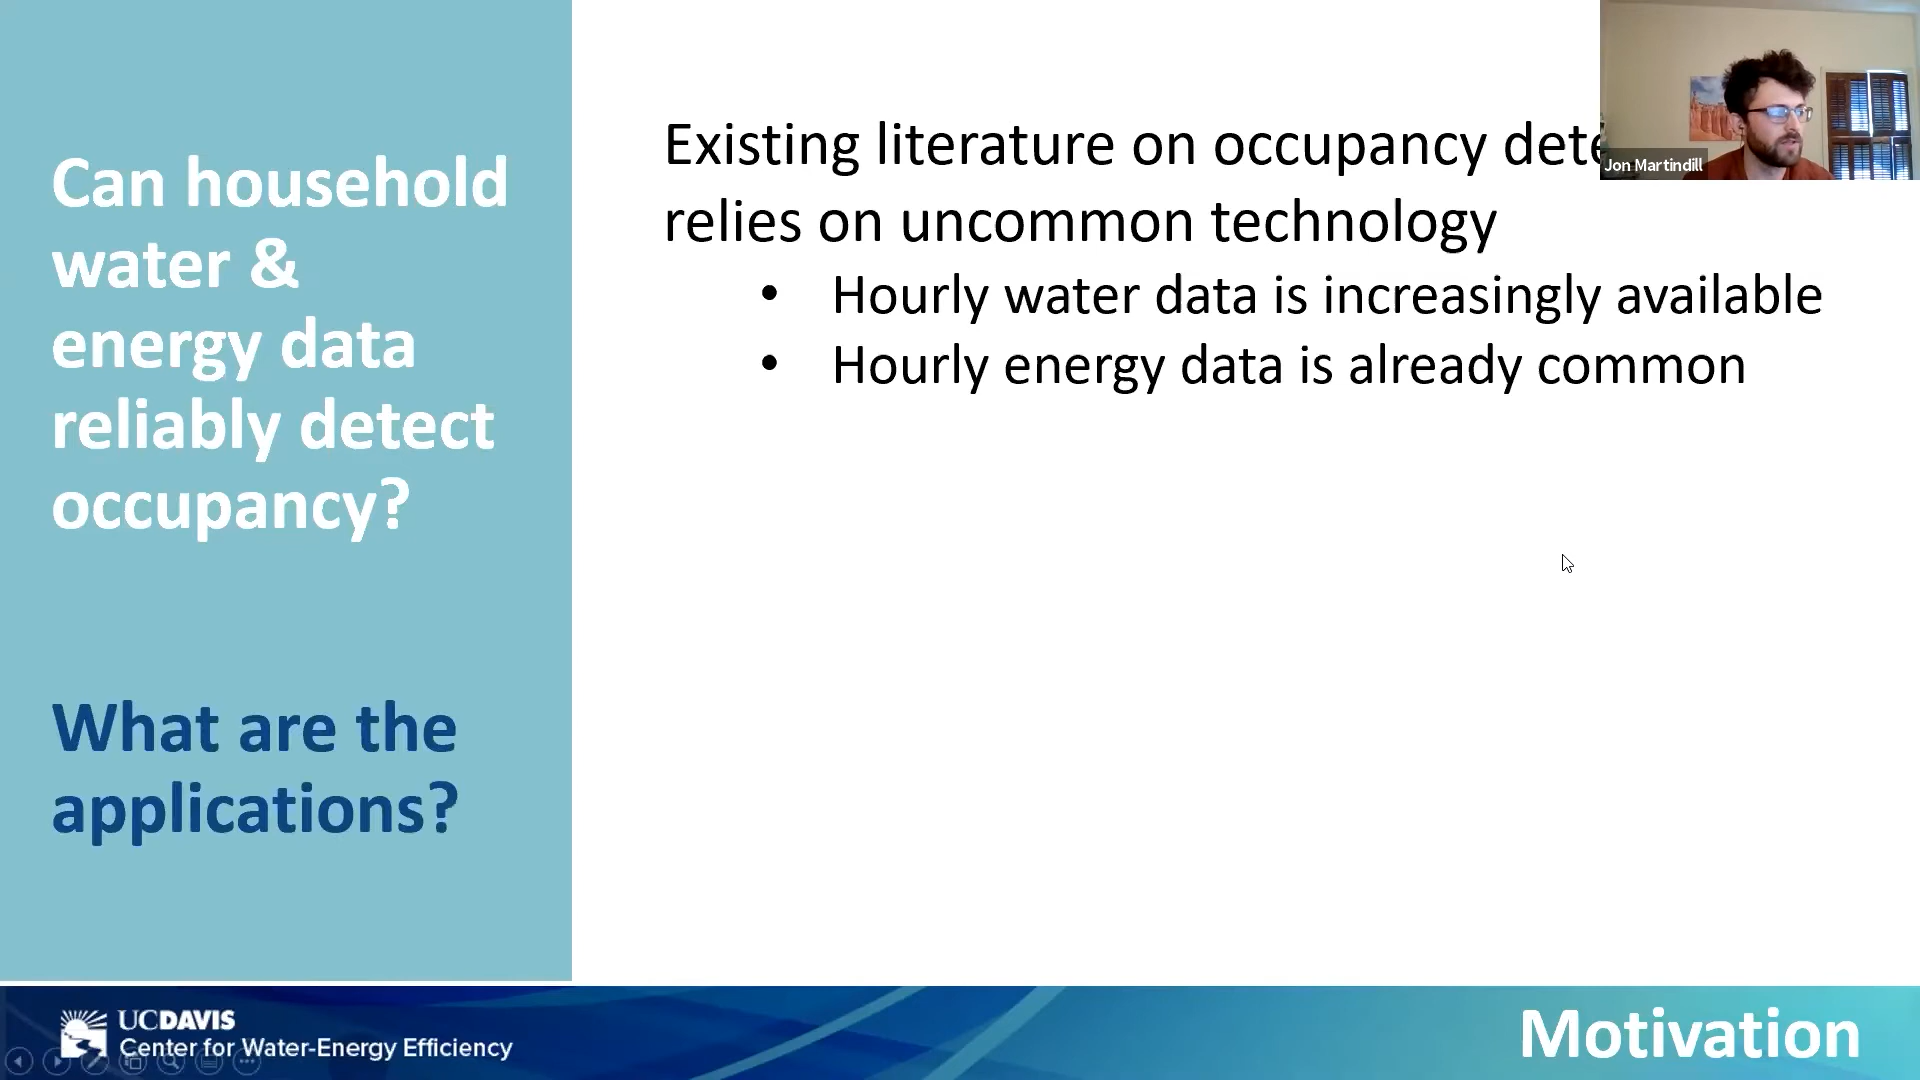 Can household
water &
energy data
reliably detect
occupancy?
What are the
applications?
Existing literature on occupancy
relies on uncommon technology
• Hourly water data is increasingly available
• Hourly energy data is already common
Jon Martindill
UCDAVIS
Center for Water-Energy Efficiency
Motivation